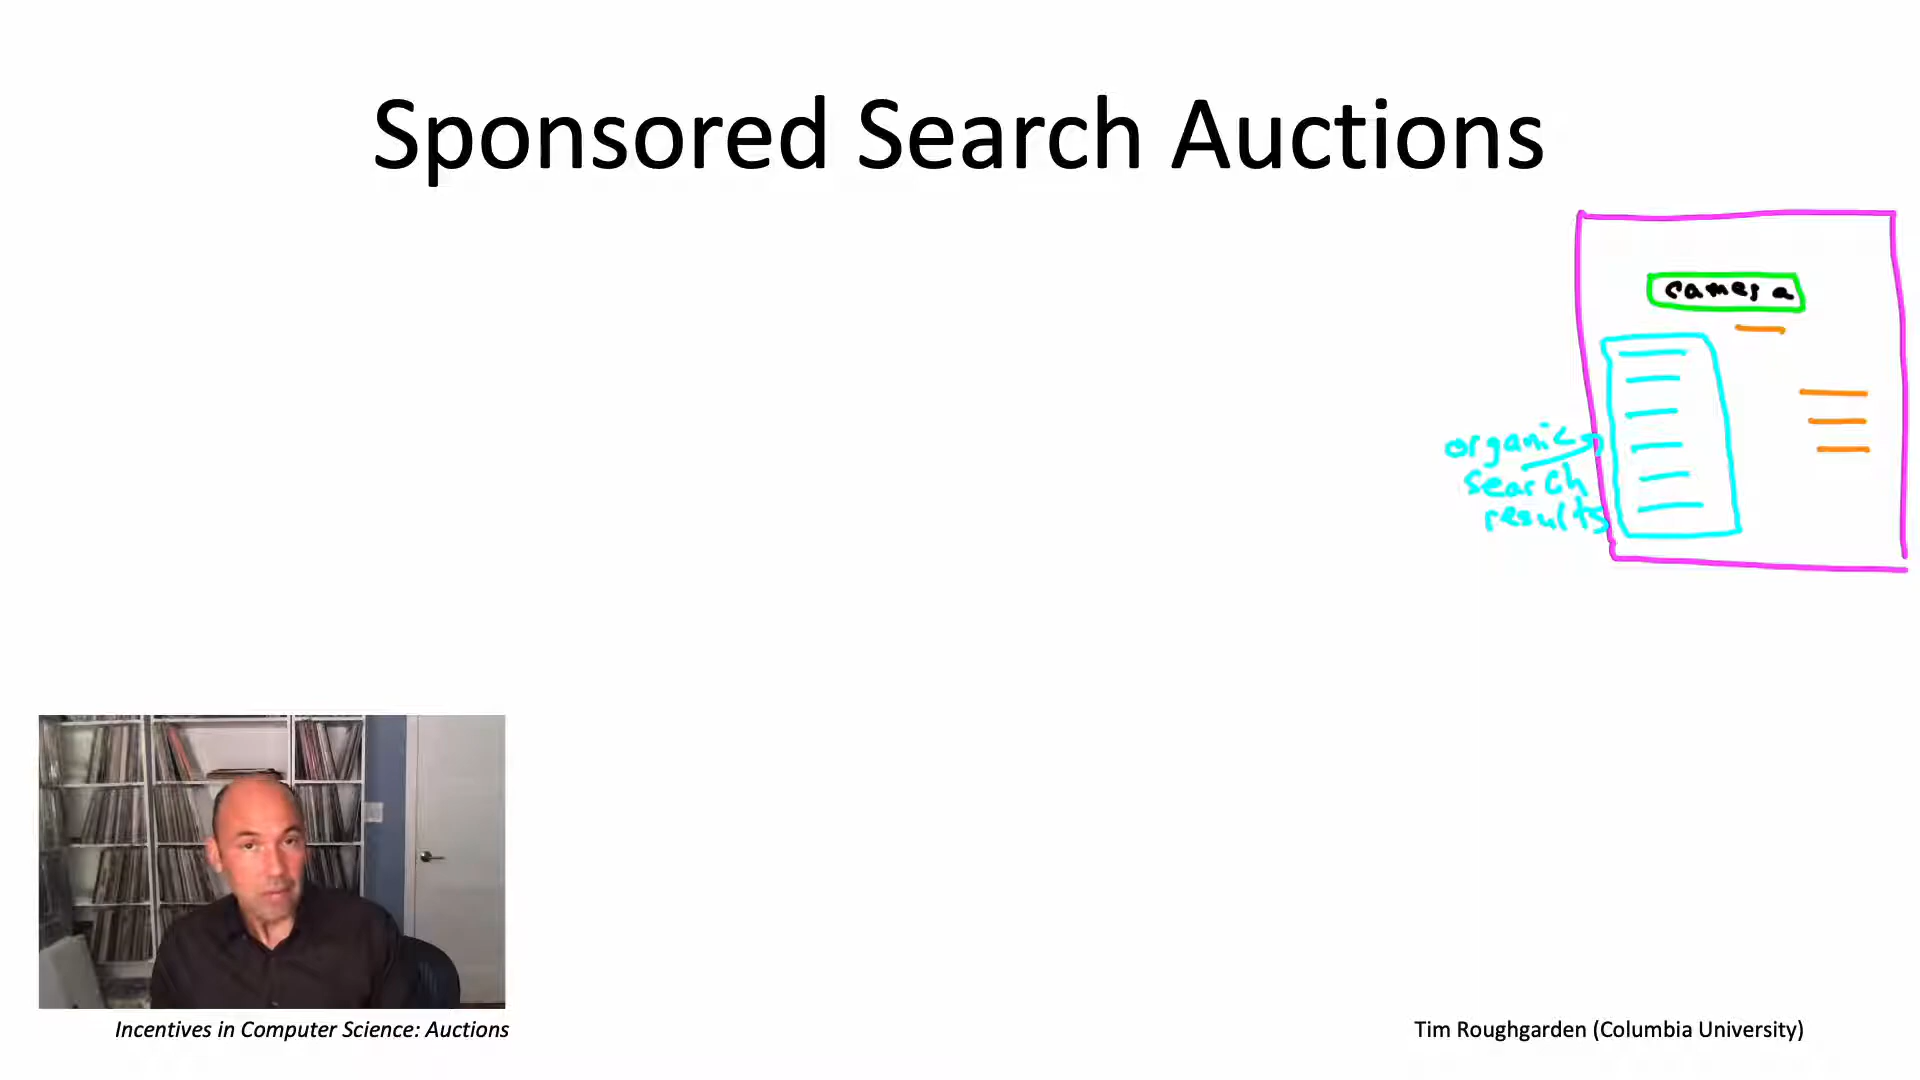 Sponsored Search Auctions
camera
organic
search
results
Incentives in Computer Science: Auctions
Tim Roughgarden (Columbia University)